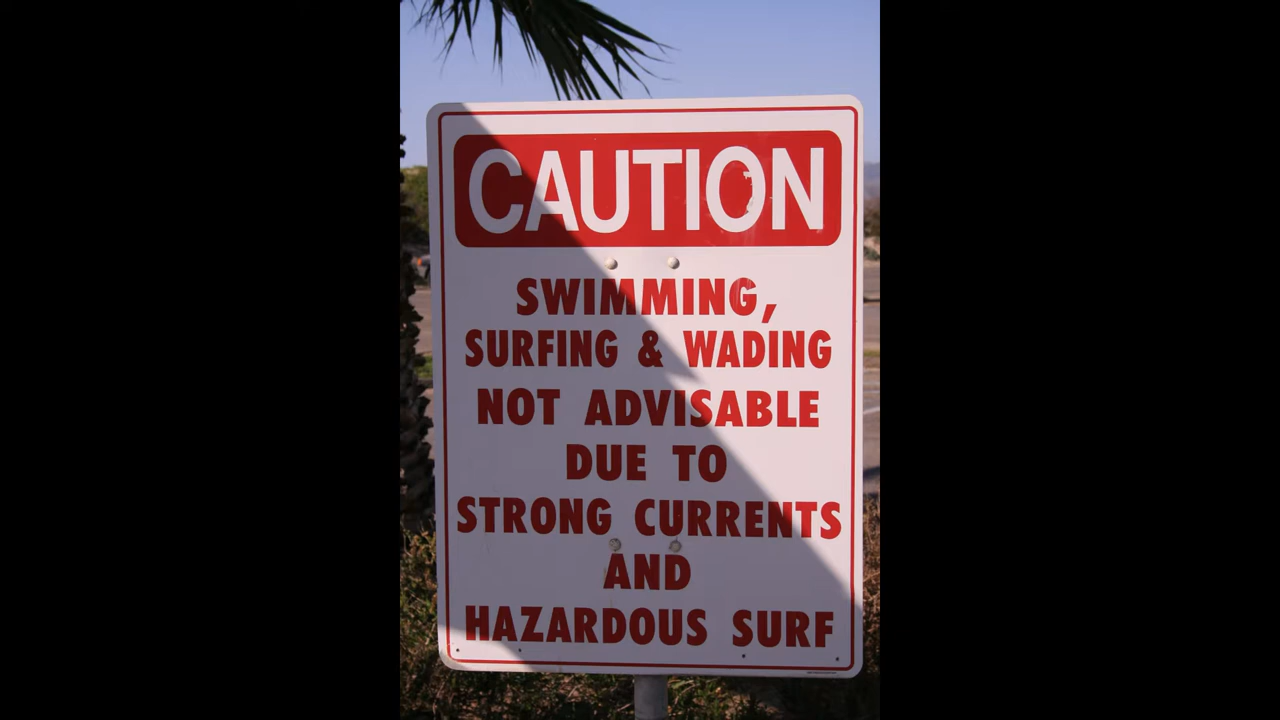 CAUTION
SWIMMING,
SURFING & WADING
NOT ADVISABLE
DUE TO
STRONG CURRENTS
AND
HAZARDOUS SURF